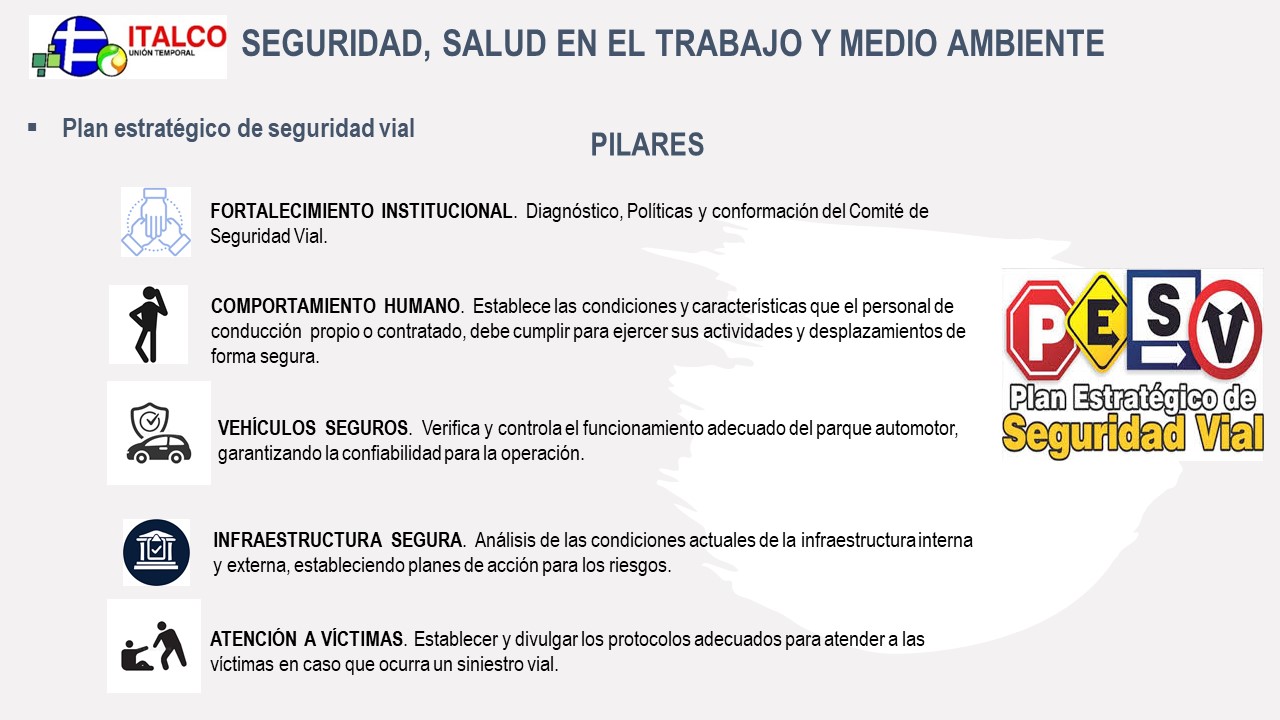 ITALCO
UNIÓN TEMPORAL
SEGURIDAD, SALUD EN EL TRABAJO Y MEDIO AMBIENTE
▪ Plan estratégico de seguridad vial
PILARES
FORTALECIMIENTO INSTITUCIONAL. Diagnóstico, Políticas y conformación del Comité de
Seguridad Vial.
COMPORTAMIENTO HUMANO. Establece las condiciones y características que el personal de
conducción propio o contratado, debe cumplir para ejercer sus actividades y desplazamientos de
forma segura.
VEHÍCULOS SEGUROS. Verifica y controla el funcionamiento adecuado del parque automotor,
garantizando la confiabilidad para la operación.
INFRAESTRUCTURA SEGURA. Análisis de las condiciones actuales de la infraestructura interna
y externa, estableciendo planes de acción para los riesgos.
ATENCIÓN A VÍCTIMAS. Establecer y divulgar los protocolos adecuados para atender a las
víctimas en caso que ocurra un siniestro vial.
P E S V
Plan Estratégico de
Seguridad Vial